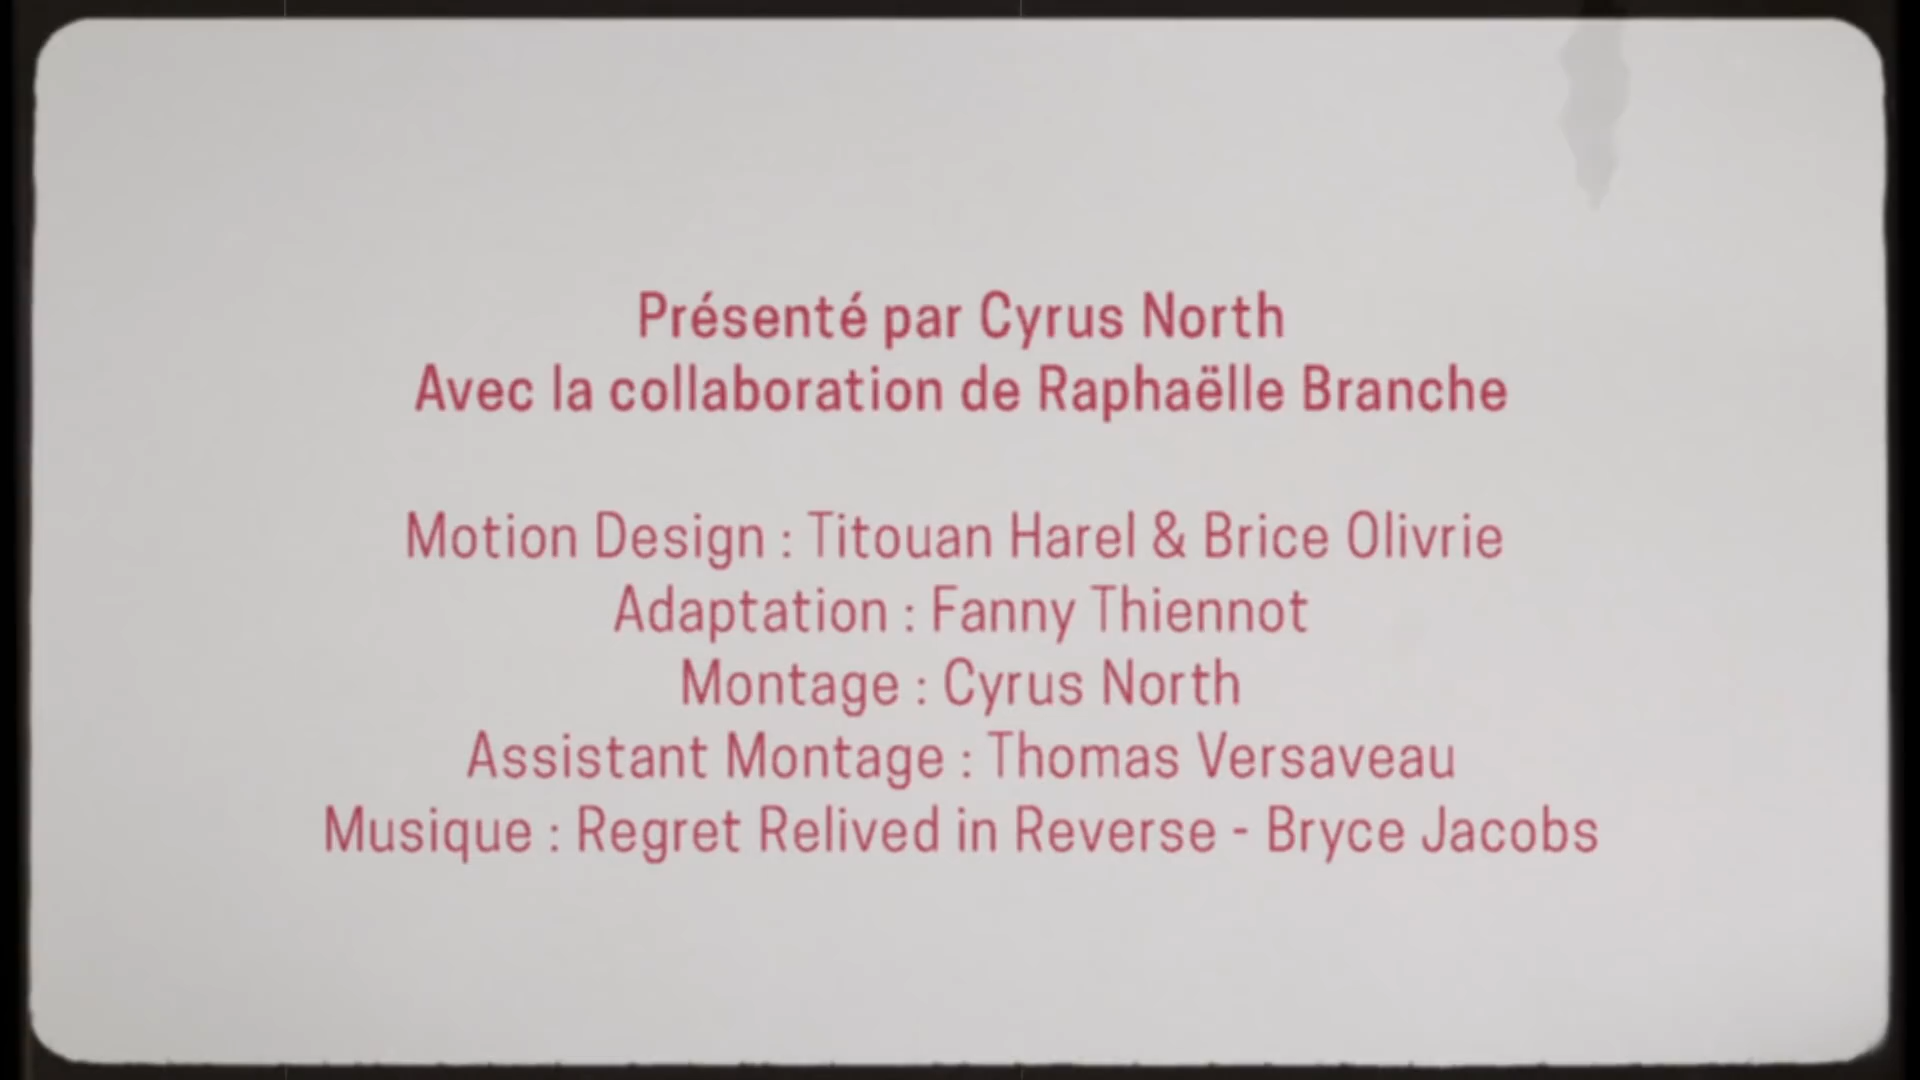 Présenté par Cyrus North
Avec la collaboration de Raphaëlle Branche
Motion Design : Titouan Harel & Brice Olivrie
Adaptation : Fanny Thiennot
Montage : Cyrus North
Assistant Montage : Thomas Versaveau
Musique : Regret Relived in Reverse - Bryce Jacobs